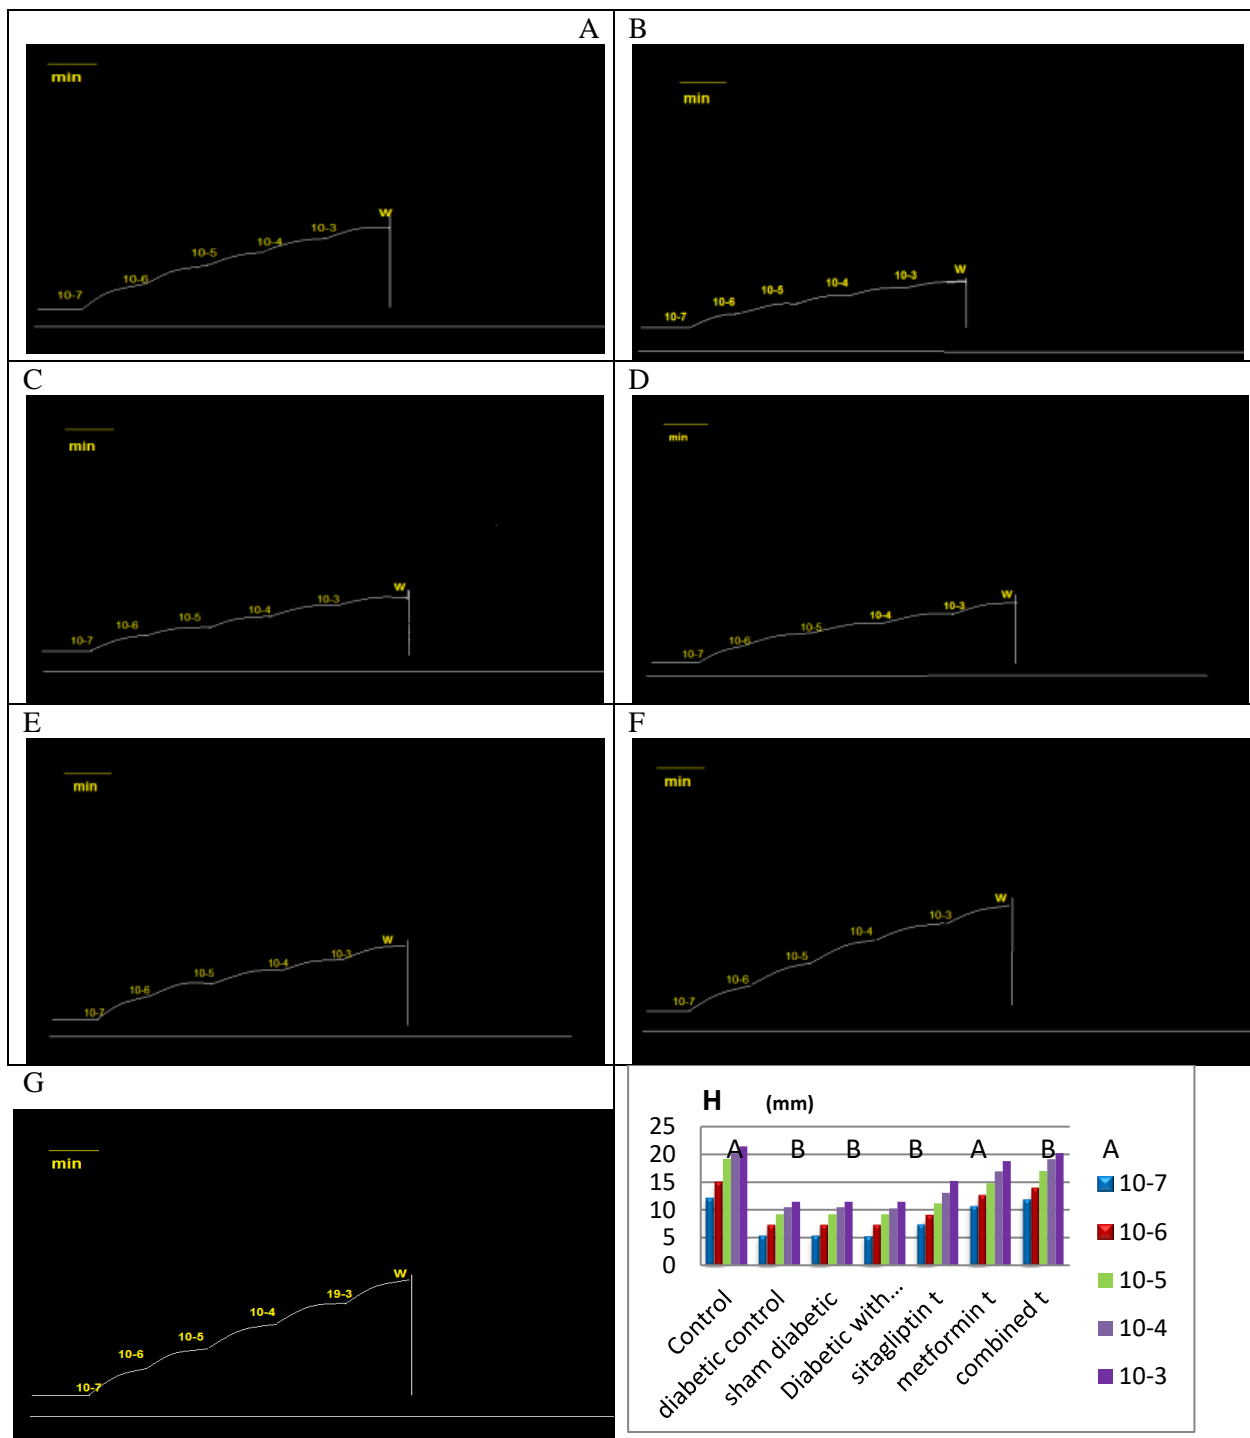 A
min
10-7
10-6
10-5
10-4
10-3
W
B
min
10-7
10-6
10-5
10-4
10-3
W
C
min
10-7
10-6
10-5
10-4
10-3
W
D
min
10-7
10-6
10-5
10-4
10-3
W
E
min
10-7
10-6
10-5
10-4
10-3
W
F
min
10-7
10-6
10-5
10-4
10-3
W
G
min
10-7
10-6
10-5
10-4
19-3
W
H (mm)
25
20
15
10
5
0
A B B B A B A
Control
diabetic control
sham diabetic
Diabetic with...
sitagliptin t
metformin t
combined t
10-7
10-6
10-5
10-4
10-3